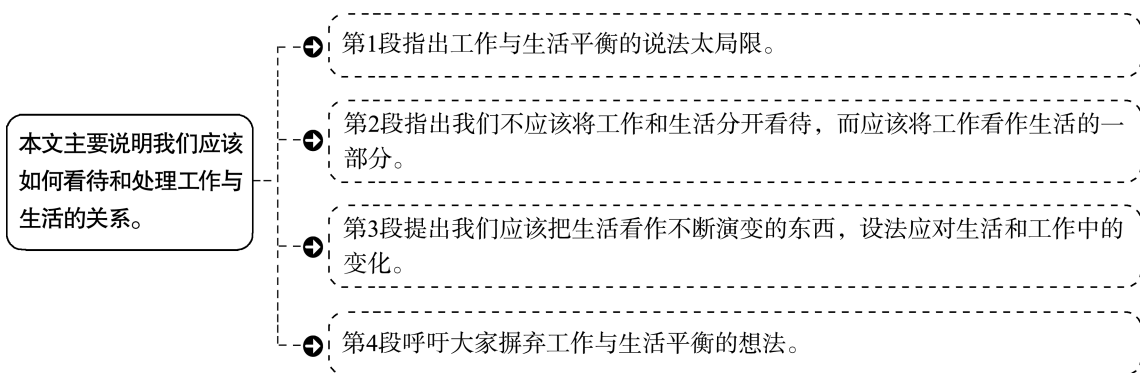 本文主要说明我们应该
如何看待和处理工作与
生活的关系。
第1段指出工作与生活平衡的说法太局限。
第2段指出我们不应该将工作和生活分开看待，而应该将工作看作生活的一
部分。
第3段提出我们应该把生活看作不断演变的东西，设法应对生活和工作中的
变化。
第4段呼吁大家摒弃工作与生活平衡的想法。